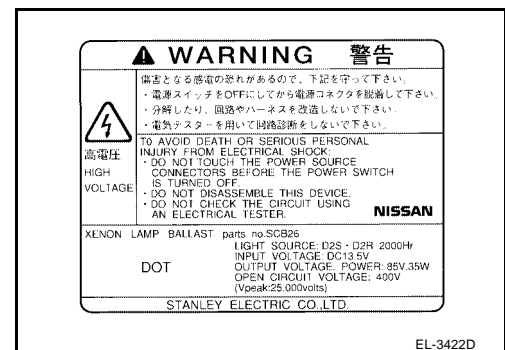 ⚠ WARNING 警告
傷害となる感電の恐れがあるので、下記を守って下さい。
・電源スイッチをOFFにしてから電源コネクタを脱着して下さい。
・分解したり、回路やハーネスを改造しないで下さい。
・電気テスターを用いて回路診断をしないで下さい。
高電圧
HIGH
VOLTAGE
TO AVOID DEATH OR SERIOUS PERSONAL
INJURY FROM ELECTRICAL SHOCK:
・DO NOT TOUCH THE POWER SOURCE
CONNECTORS BEFORE THE POWER SWITCH
IS TURNED OFF.
・DO NOT DISASSEMBLE THIS DEVICE.
・DO NOT CHECK THE CIRCUIT USING
AN ELECTRICAL TESTER.
NISSAN
XENON LAMP BALLAST parts no.SCB26
LIGHT SOURCE: D2S・D2R 2000Hr
INPUT VOLTAGE: DC13.5V
DOT
OUTPUT VOLTAGE. POWER: 85V.35W
OPEN CIRCUIT VOLTAGE: 400V
(Vpeak:25.000volts)
STANLEY ELECTRIC CO.,LTD.
EL-3422D